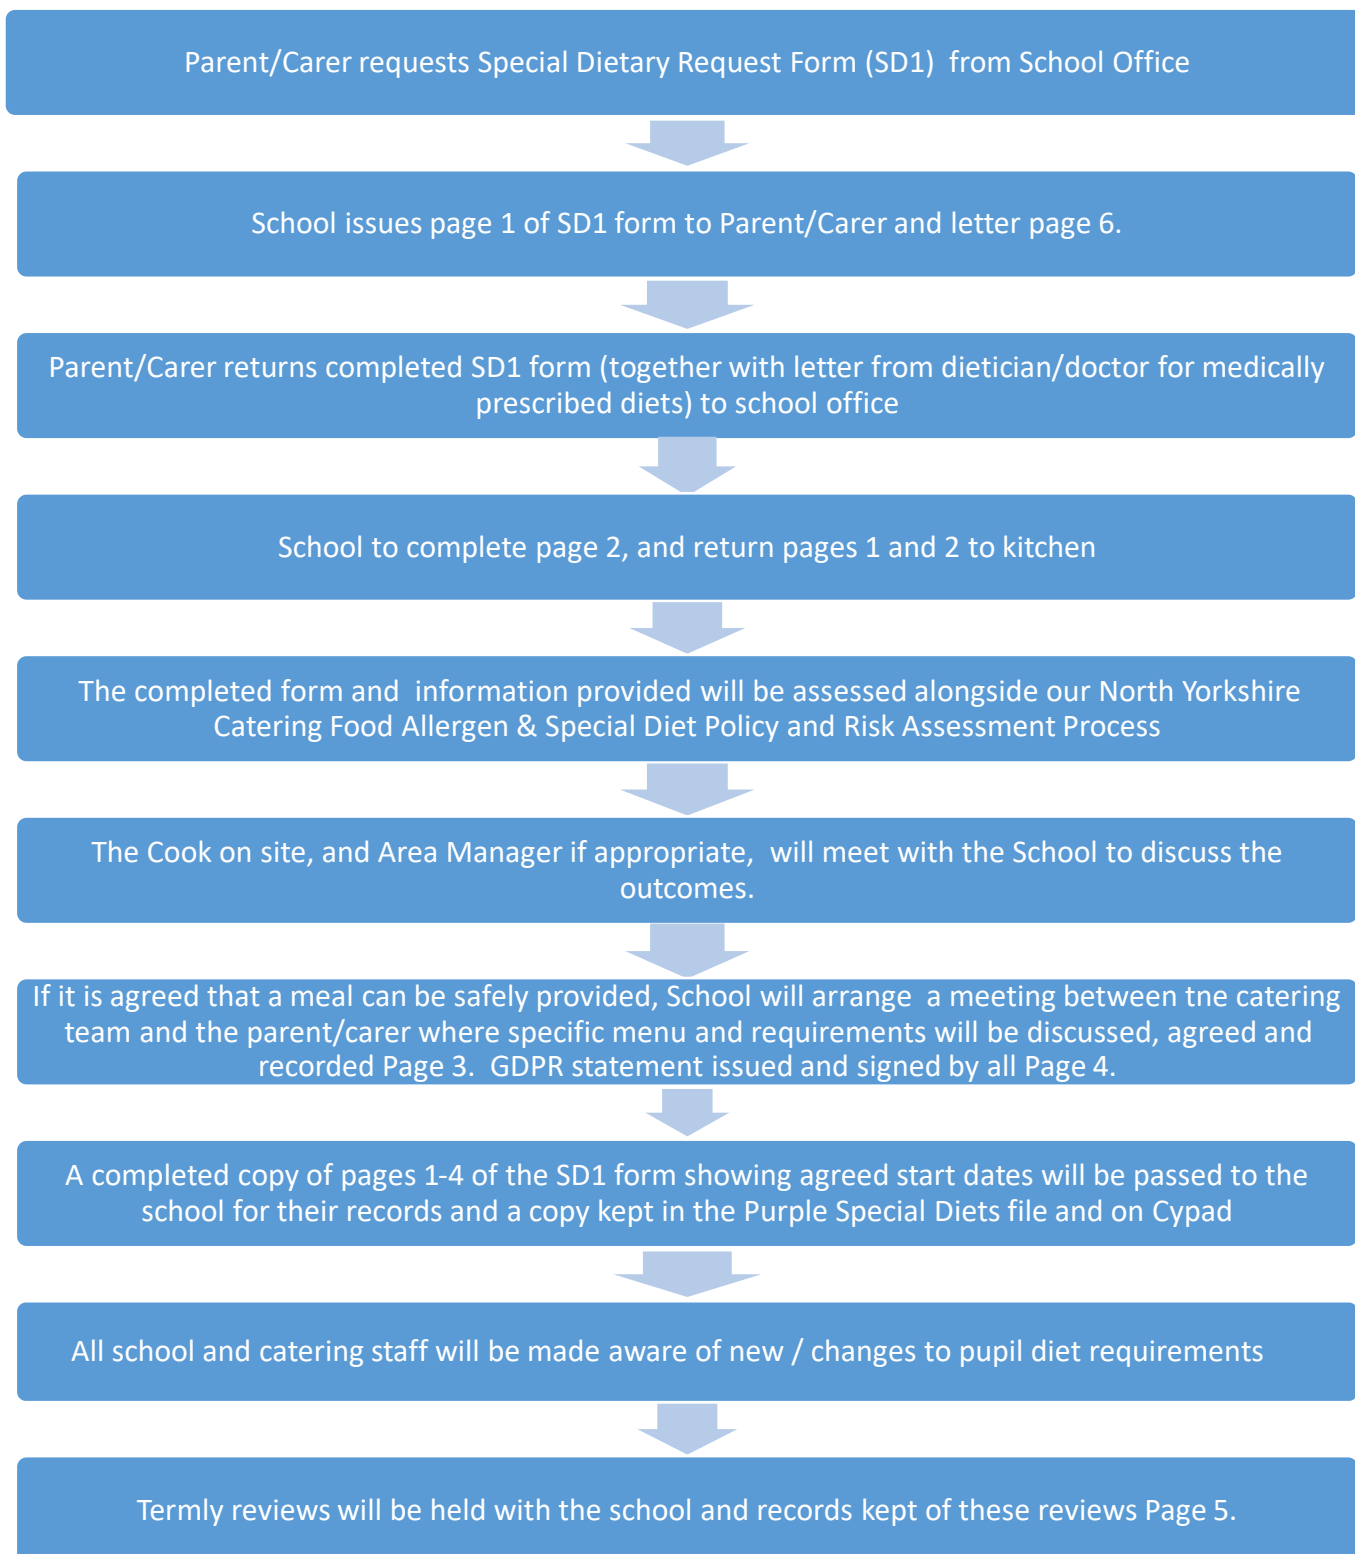 Parent/Carer requests Special Dietary Request Form (SD1)  from School Office
School issues page 1 of SD1 form to Parent/Carer and letter page 6.
Parent/Carer returns completed SD1 form (together with letter from dietician/doctor for medically
prescribed diets) to school office
School to complete page 2, and return pages 1 and 2 to kitchen
The completed form and  information provided will be assessed alongside our North Yorkshire
Catering Food Allergen & Special Diet Policy and Risk Assessment Process
The Cook on site, and Area Manager if appropriate,  will meet with the School to discuss the
outcomes.
If it is agreed that a meal can be safely provided, School will arrange  a meeting between tne catering
team and the parent/carer where specific menu and requirements will be discussed, agreed and
recorded Page 3.  GDPR statement issued and signed by all Page 4.
A completed copy of pages 1-4 of the SD1 form showing agreed start dates will be passed to the
school for their records and a copy kept in the Purple Special Diets file and on Cypad
All school and catering staff will be made aware of new / changes to pupil diet requirements
Termly reviews will be held with the school and records kept of these reviews Page 5.